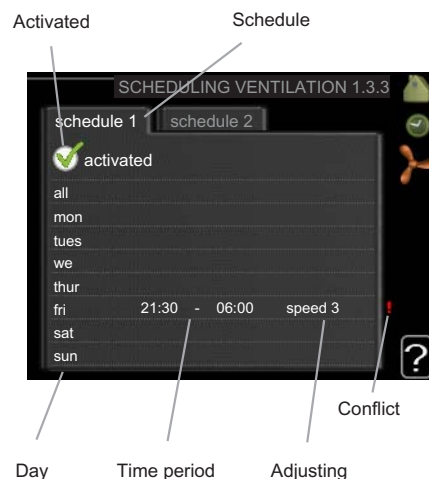 Activated Schedule
SCHEDULING VENTILATION 1.3.3
schedule 1 schedule 2
activated
all
mon
tues
we
thur
fri 21:30 - 06:00 speed 3 !
sat
sun
?
Conflict
Day Time period Adjusting